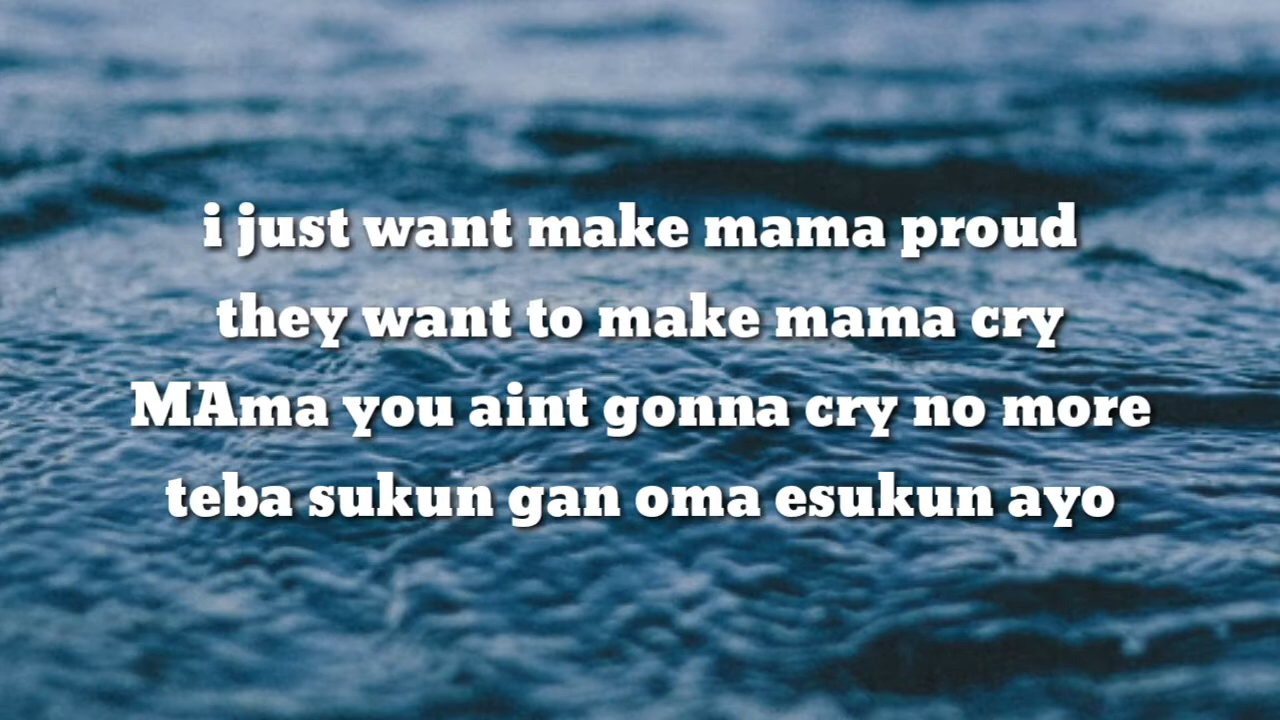 i just want make mama proud
they want to make mama cry
MAma you aint gonna cry no more
teba sukun gan oma esukun ayo